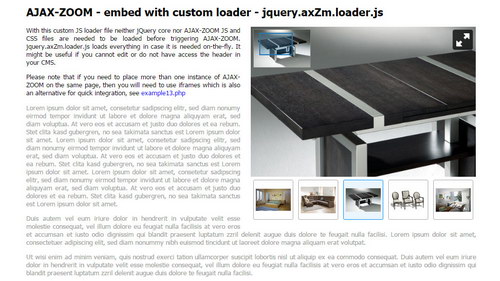 AJAX-ZOOM - embed with custom loader - jquery.axZm.loader.js
With this custom JS loader file neither jQuery core nor AJAX-ZOOM JS and
CSS files are needed to be loaded before triggering AJAX-ZOOM.
jquery.axZm.loader.js loads everything in case it is needed on-the-fly. It
might be useful if you cannot edit or do not have access the header in
your CMS.
Please note that if you need to place more than one instance of AJAX-
ZOOM on the same page, then you will need to use iframes which is also
an alternative for quick integration, see example13.php
Lorem ipsum dolor sit amet, consetetur sadipscing elitr, sed diam nonumy
eirmod tempor invidunt ut labore et dolore magna aliquyam erat, sed
diam voluptua. At vero eos et accusam et justo duo dolores et ea rebum.
Stet clita kasd gubergren, no sea takimata sanctus est Lorem ipsum dolor
sit amet. Lorem ipsum dolor sit amet, consetetur sadipscing elitr, sed diam
nonumy eirmod tempor invidunt ut labore et dolore magna aliquyam erat,
sed diam voluptua. At vero eos et accusam et justo duo dolores et ea
rebum. Stet clita kasd gubergren, no sea takimata sanctus est Lorem
ipsum dolor sit amet. Lorem ipsum dolor sit amet, consetetur sadipscing
elitr, sed diam nonumy eirmod tempor invidunt ut labore et dolore magna
aliquyam erat, sed diam voluptua. At vero eos et accusam et justo duo
dolores et ea rebum. Stet clita kasd gubergren, no sea takimata sanctus
est Lorem ipsum dolor sit amet.
Duis autem vel eum iriure dolor in hendrerit in vulputate velit esse
molestie consequat, vel illum dolore eu feugiat nulla facilisis at vero eros
et accumsan et iusto odio dignissim qui blandit praesent luptatum zzril delenit augue duis dolore te feugait nulla facilisi. Lorem ipsum dolor sit amet,
consectetuer adipiscing elit, sed diam nonummy nibh euismod tincidunt ut laoreet dolore magna aliquam erat volutpat.
Ut wisi enim ad minim veniam, quis nostrud exerci tation ullamcorper suscipit lobortis nisl ut aliquip ex ea commodo consequat. Duis autem vel eum iriure
dolor in hendrerit in vulputate velit esse molestie consequat, vel illum dolore eu feugiat nulla facilisis at vero eros et accumsan et iusto odio dignissim qui
blandit praesent luptatum zzril delenit augue duis dolore te feugait nulla facilisi.